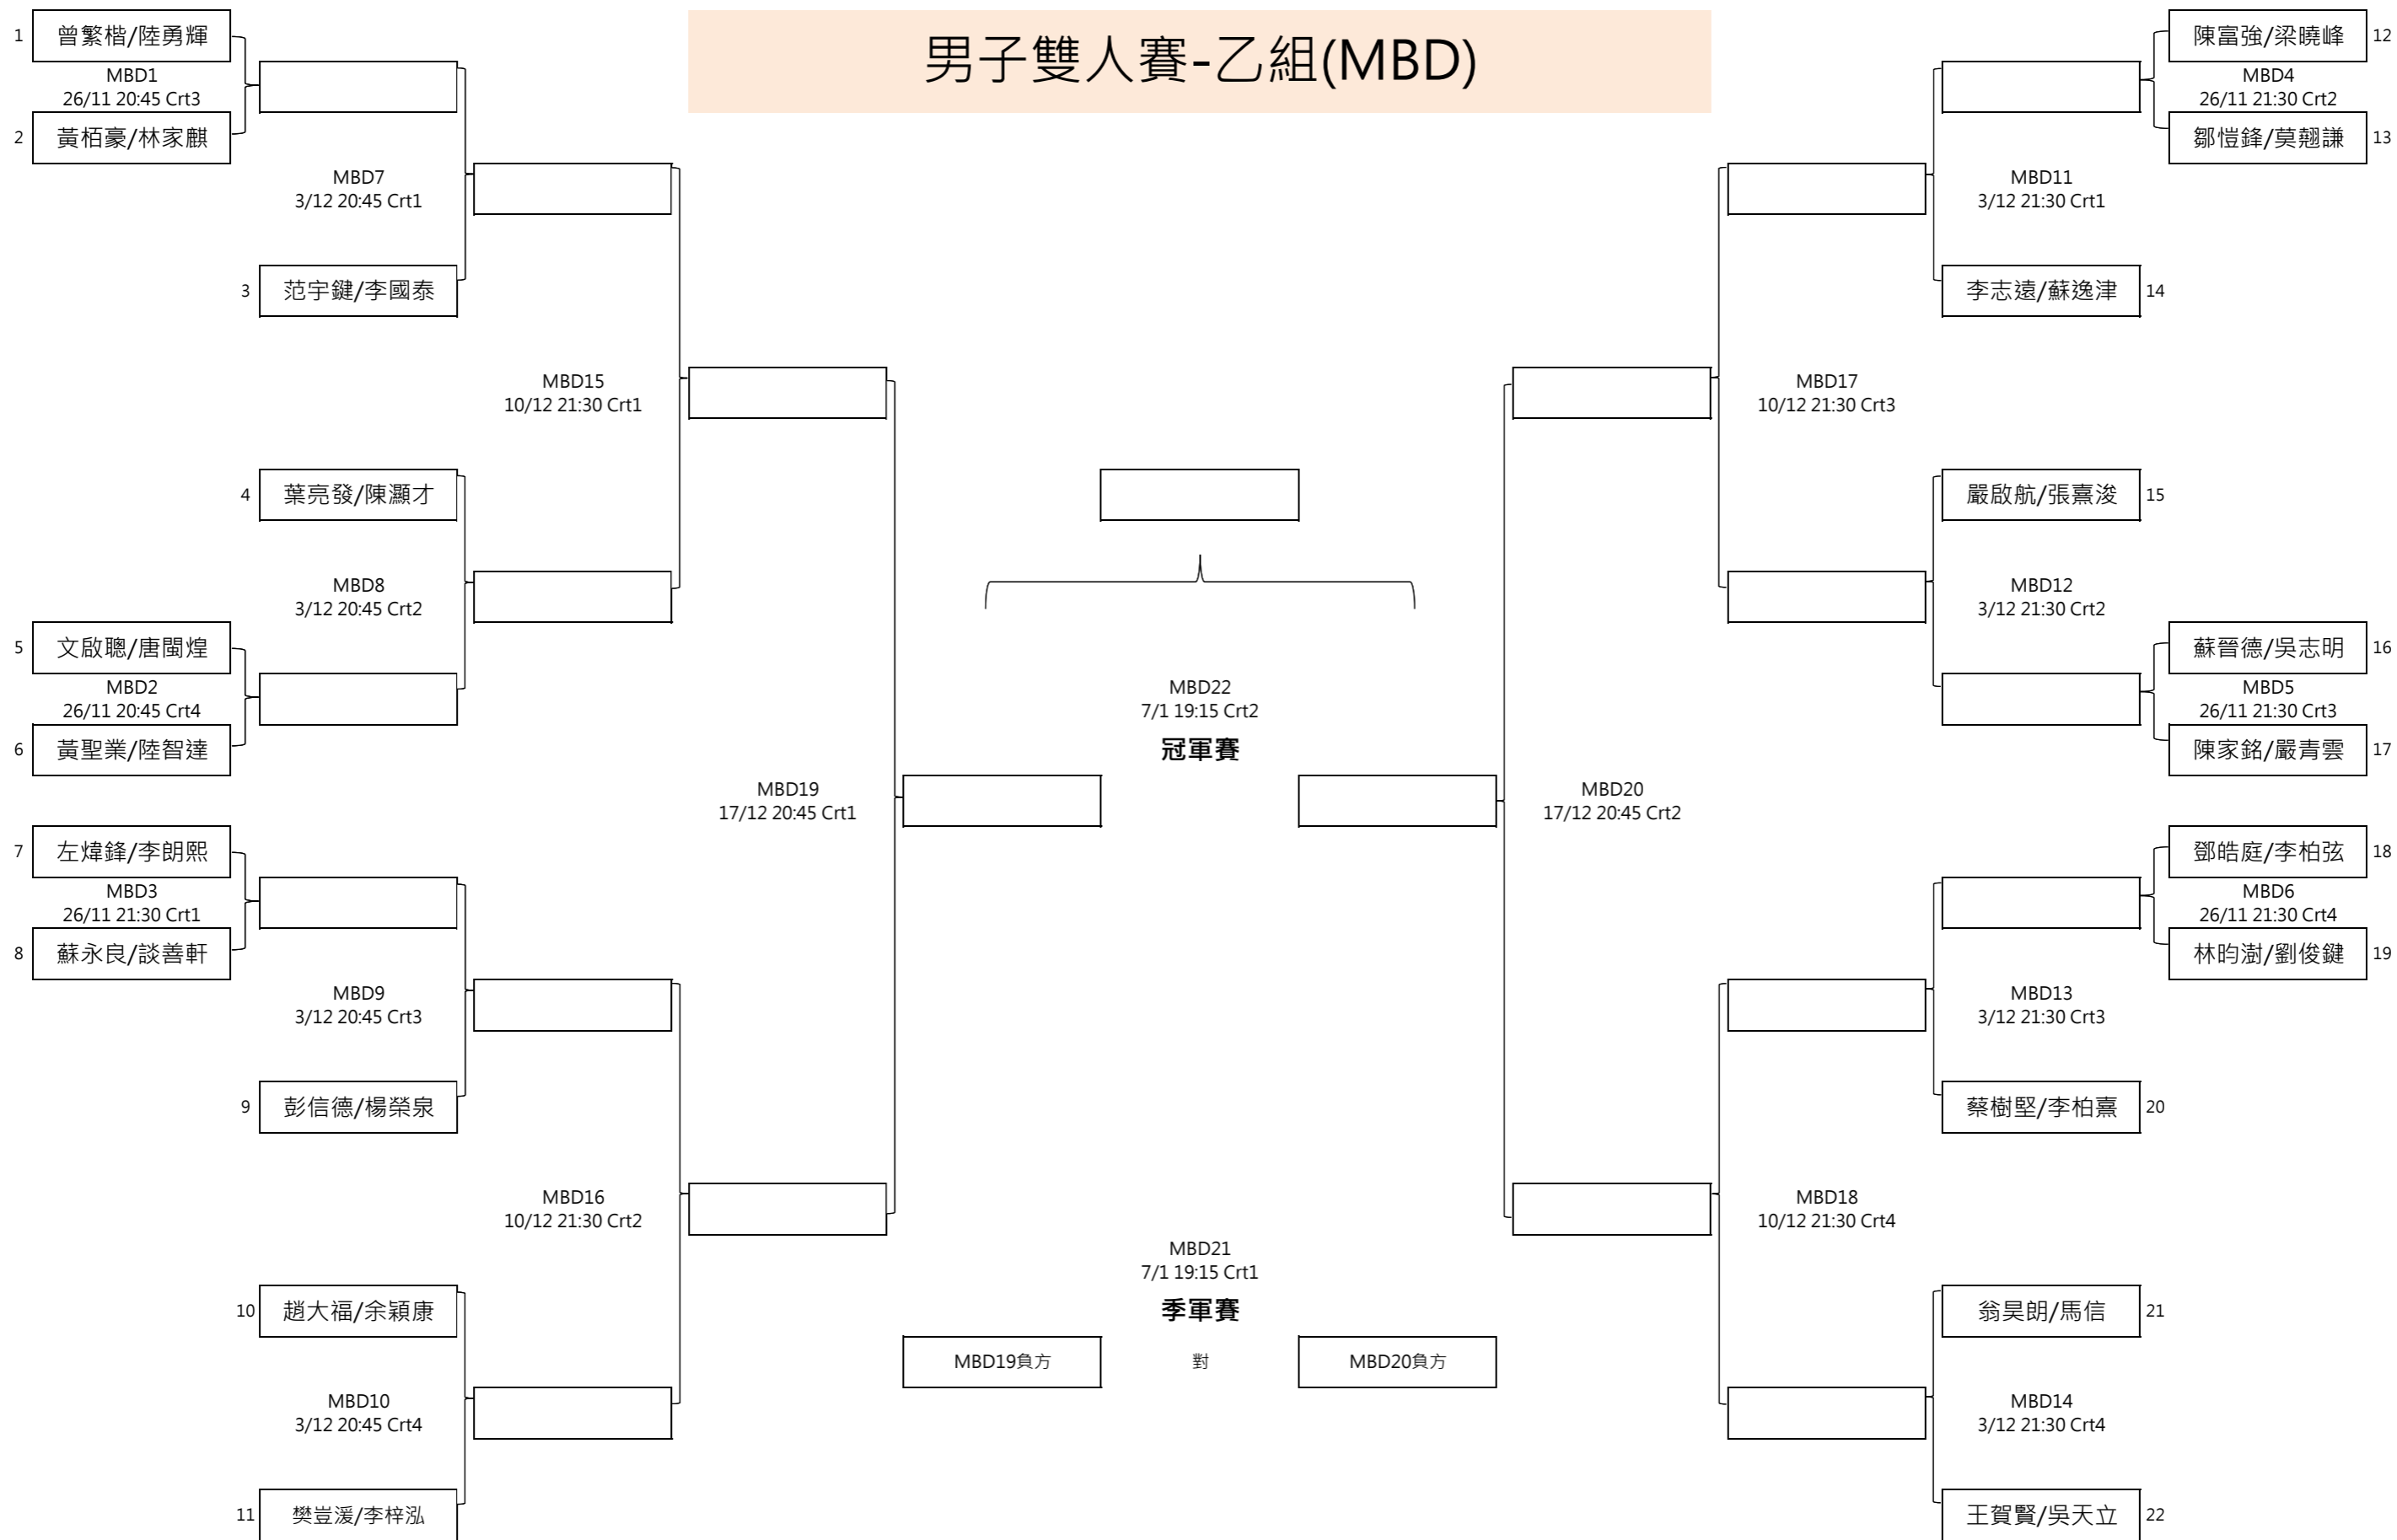 男子雙人賽-乙組(MBD)
1
曾繁楷/陸勇輝
MBD1
26/11 20:45 Crt3
2
黃栢豪/林家麒
MBD7
3/12 20:45 Crt1
3
范宇鍵/李國泰
MBD15
10/12 21:30 Crt1
4
葉亮發/陳灝才
MBD8
3/12 20:45 Crt2
5
文啟聰/唐閩煌
MBD2
26/11 20:45 Crt4
6
黃聖業/陸智達
MBD19
17/12 20:45 Crt1
7
左煒鋒/李朗熙
MBD3
26/11 21:30 Crt1
8
蘇永良/談善軒
MBD9
3/12 20:45 Crt3
9
彭信德/楊榮泉
MBD16
10/12 21:30 Crt2
10
趙大福/余穎康
MBD10
3/12 20:45 Crt4
11
樊豈湲/李梓泓
MBD22
7/1 19:15 Crt2
冠軍賽
MBD21
7/1 19:15 Crt1
季軍賽
MBD19負方
對
MBD20負方
陳富強/梁曉峰
12
MBD4
26/11 21:30 Crt2
鄒愷鋒/莫翹謙
13
MBD11
3/12 21:30 Crt1
李志遠/蘇逸津
14
MBD17
10/12 21:30 Crt3
嚴啟航/張熹浚
15
MBD12
3/12 21:30 Crt2
蘇晉德/吳志明
16
MBD5
26/11 21:30 Crt3
陳家銘/嚴青雲
17
MBD20
17/12 20:45 Crt2
鄧皓庭/李柏弦
18
MBD6
26/11 21:30 Crt4
林昀澍/劉俊鍵
19
MBD13
3/12 21:30 Crt3
蔡樹堅/李柏熹
20
MBD18
10/12 21:30 Crt4
翁昊朗/馬信
21
MBD14
3/12 21:30 Crt4
王賀賢/吳天立
22